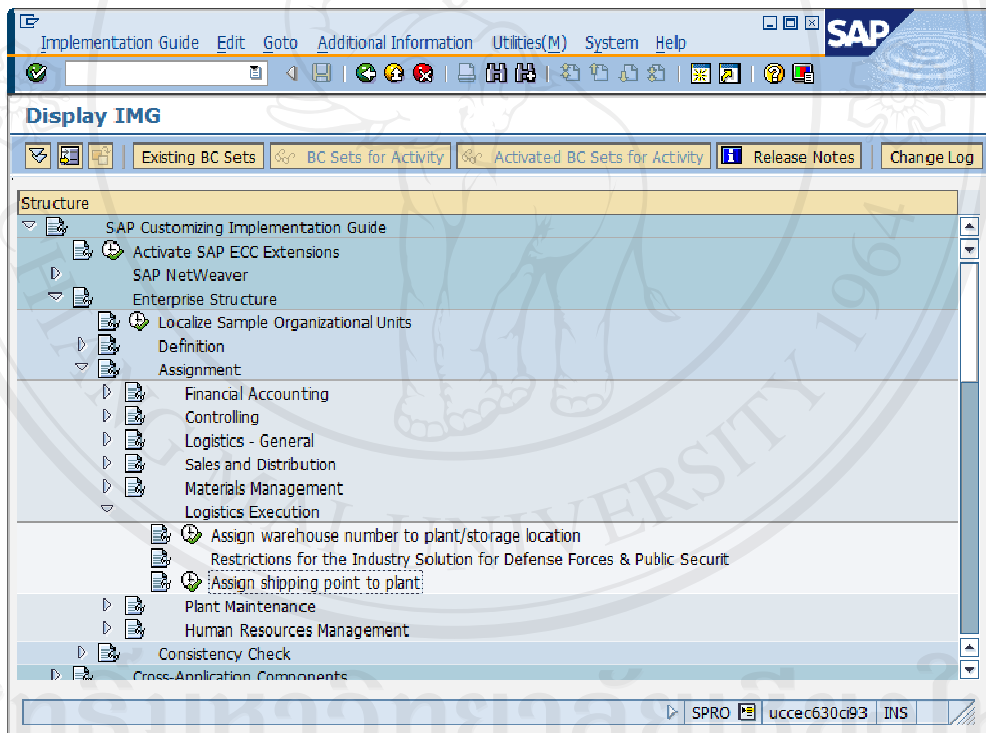 Implementation Guide Edit Goto Additional Information Utilities(M) System Help
SAP
Display IMG
Existing BC Sets BC Sets for Activity Activated BC Sets for Activity Release Notes Change Log
Structure
SAP Customizing Implementation Guide
Activate SAP ECC Extensions
SAP NetWeaver
Enterprise Structure
Localize Sample Organizational Units
Definition
Assignment
Financial Accounting
Controlling
Logistics - General
Sales and Distribution
Materials Management
Logistics Execution
Assign warehouse number to plant/storage location
Restrictions for the Industry Solution for Defense Forces & Public Securit
Assign shipping point to plant
Plant Maintenance
Human Resources Management
Consistency Check
Cross-Application Components
SPRO uccec630ci93 INS
CHIANG MAI UNIVERSITY 1964